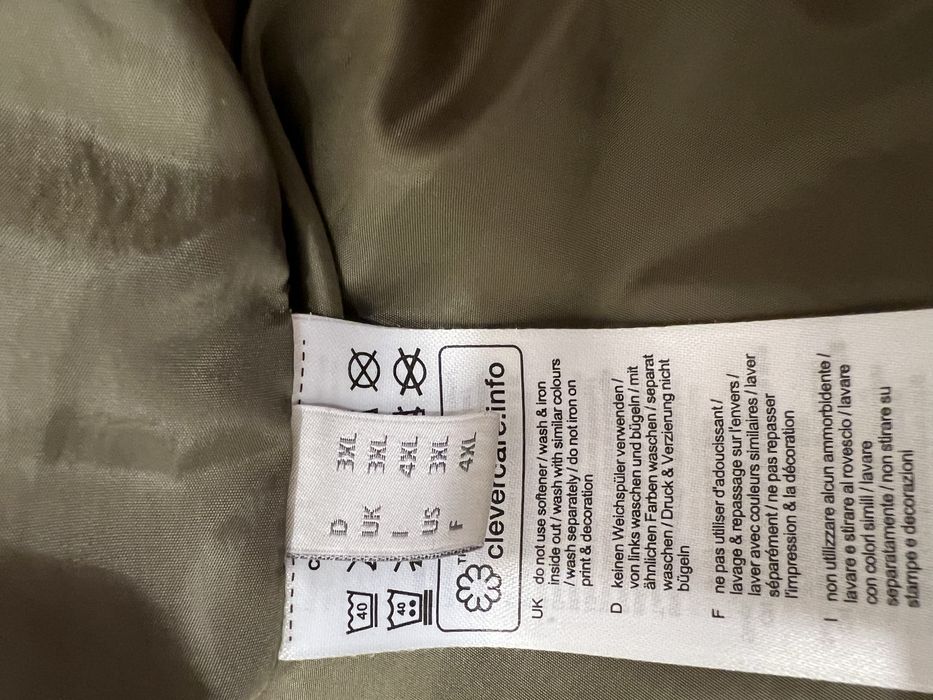 D 3XL
UK 3XL
I 4XL
US 3XL
F 4XL
40
40
clevercare.info
UK do not use softener / wash & iron
inside out / wash with similar colours
/ wash separately / do not iron on
print & decoration
D keinen Weichspüler verwenden /
von links waschen und bügeln / mit
ähnlichen Farben waschen / separat
waschen / Druck & Verzierung nicht
bügeln
F ne pas utiliser d'adoucissant /
lavage & repassage sur l'envers /
laver avec couleurs similaires / laver
séparément / ne pas repasser
l'impression & la décoration
I non utilizzare alcun ammorbidente /
lavare e stirare al rovescio / lavare
con colori simili / lavare
separatamente / non stirare su
stampe e decorazioni